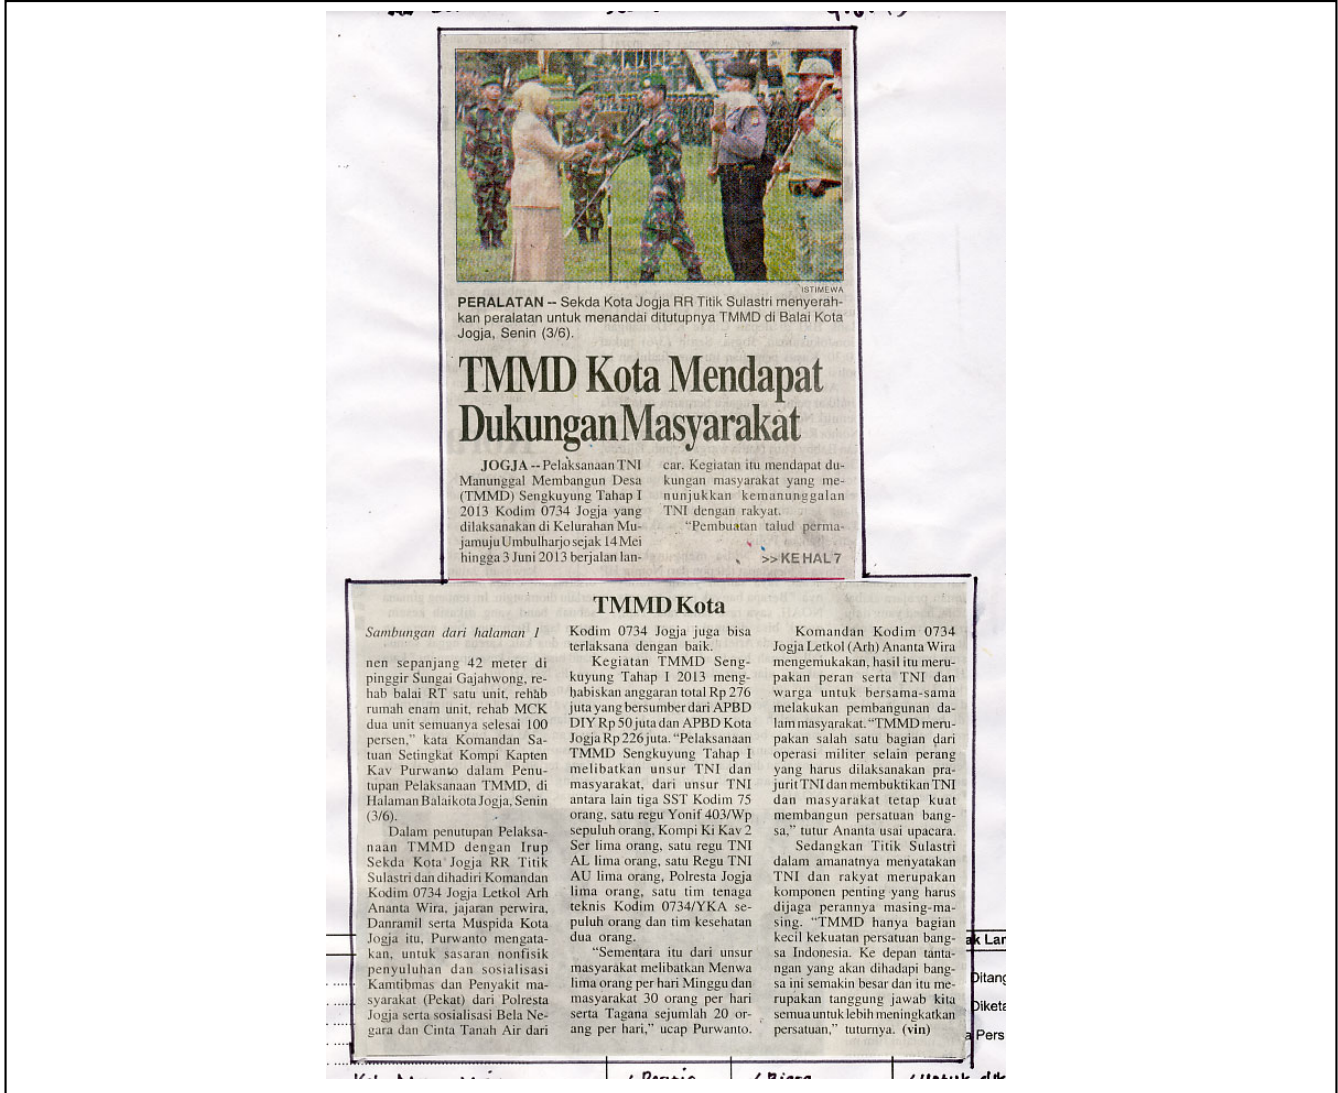 ISTIMEWA
PERALATAN -- Sekda Kota Jogja RR Titik Sulastri menyerah-
kan peralatan untuk menandai ditutupnya TMMD di Balai Kota
Jogja, Senin (3/6).
TMMD Kota Mendapat
Dukungan Masyarakat
JOGJA -- Pelaksanaan TNI
Manunggal Membangun Desa
(TMMD) Sengkuyung Tahap I
2013 Kodim 0734 Jogja yang
dilaksanakan di Kelurahan Mu-
jamuju Umbulharjo sejak 14 Mei
hingga 3 Juni 2013 berjalan lan-
car. Kegiatan itu mendapat du-
kungan masyarakat yang me-
nunjukkan kemanunggalan
TNI dengan rakyat.
"Pembuatan talud perma-
>> KE HAL 7
TMMD Kota
Sambungan dari halaman 1
nen sepanjang 42 meter di
pinggir Sungai Gajahwong, re-
hab balai RT satu unit, rehab
rumah enam unit, rehab MCK
dua unit semuanya selesai 100
persen," kata Komandan Sa-
tuan Setingkat Kompi Kapten
Kav Purwanto dalam Penu-
tupan Pelaksanaan TMMD, di
Halaman Balaikota Jogja, Senin
(3/6).
Dalam penutupan Pelaksa-
naan TMMD dengan Irup
Sekda Kota Jogja RR Titik
Sulastri dan dihadiri Komandan
Kodim 0734 Jogja Letkol Arh
Ananta Wira, jajaran perwira,
Danramil serta Muspida Kota
Jogja itu, Purwanto mengata-
kan, untuk sasaran nonfisik
penyuluhan dan sosialisasi
Kamtibmas dan Penyakit ma-
syarakat (Pekat) dari Polresta
Jogja serta sosialisasi Bela Ne-
gara dan Cinta Tanah Air dari
Kodim 0734 Jogja juga bisa
terlaksana dengan baik.
Kegiatan TMMD Seng-
kuyung Tahap I 2013 meng-
habiskan anggaran total Rp 276
juta yang bersumber dari APBD
DIY Rp 50 juta dan APBD Kota
Jogja Rp 226 juta. "Pelaksanaan
TMMD Sengkuyung Tahap I
melibatkan unsur TNI dan
masyarakat, dari unsur TNI
antara lain tiga SST Kodim 75
orang, satu regu Yonif 403/Wp
sepuluh orang, Kompi Ki Kav 2
Ser lima orang, satu regu TNI
AL lima orang, satu Regu TNI
AU lima orang, Polresta Jogja
lima orang, satu tim tenaga
teknis Kodim 0734/YKA se-
puluh orang dan tim kesehatan
dua orang.
"Sementara itu dari unsur
masyarakat melibatkan Menwa
lima orang per hari Minggu dan
masyarakat 30 orang per hari
serta Tagana sejumlah 20 or-
ang per hari," ucap Purwanto.
Komandan Kodim 0734
Jogja Letkol (Arh) Ananta Wira
mengemukakan, hasil itu meru-
pakan peran serta TNI dan
warga untuk bersama-sama
melakukan pembangunan da-
lam masyarakat. "TMMD meru-
pakan salah satu bagian dari
operasi militer selain perang
yang harus dilaksanakan pra-
jurit TNI dan membuktikan TNI
dan masyarakat tetap kuat
membangun persatuan bang-
sa," tutur Ananta usai upacara.
Sedangkan Titik Sulastri
dalam amanatnya menyatakan
TNI dan rakyat merupakan
komponen penting yang harus
dijaga perannya masing-ma-
sing. "TMMD hanya bagian
kecil kekuatan persatuan bang-
sa Indonesia. Ke depan tanta-
ngan yang akan dihadapi bang-
sa ini semakin besar dan itu me-
rupakan tanggung jawab kita
semua untuk lebih meningkatkan
persatuan," tuturnya. (vin)
ak Lar
Ditang
Diketa
a Pers